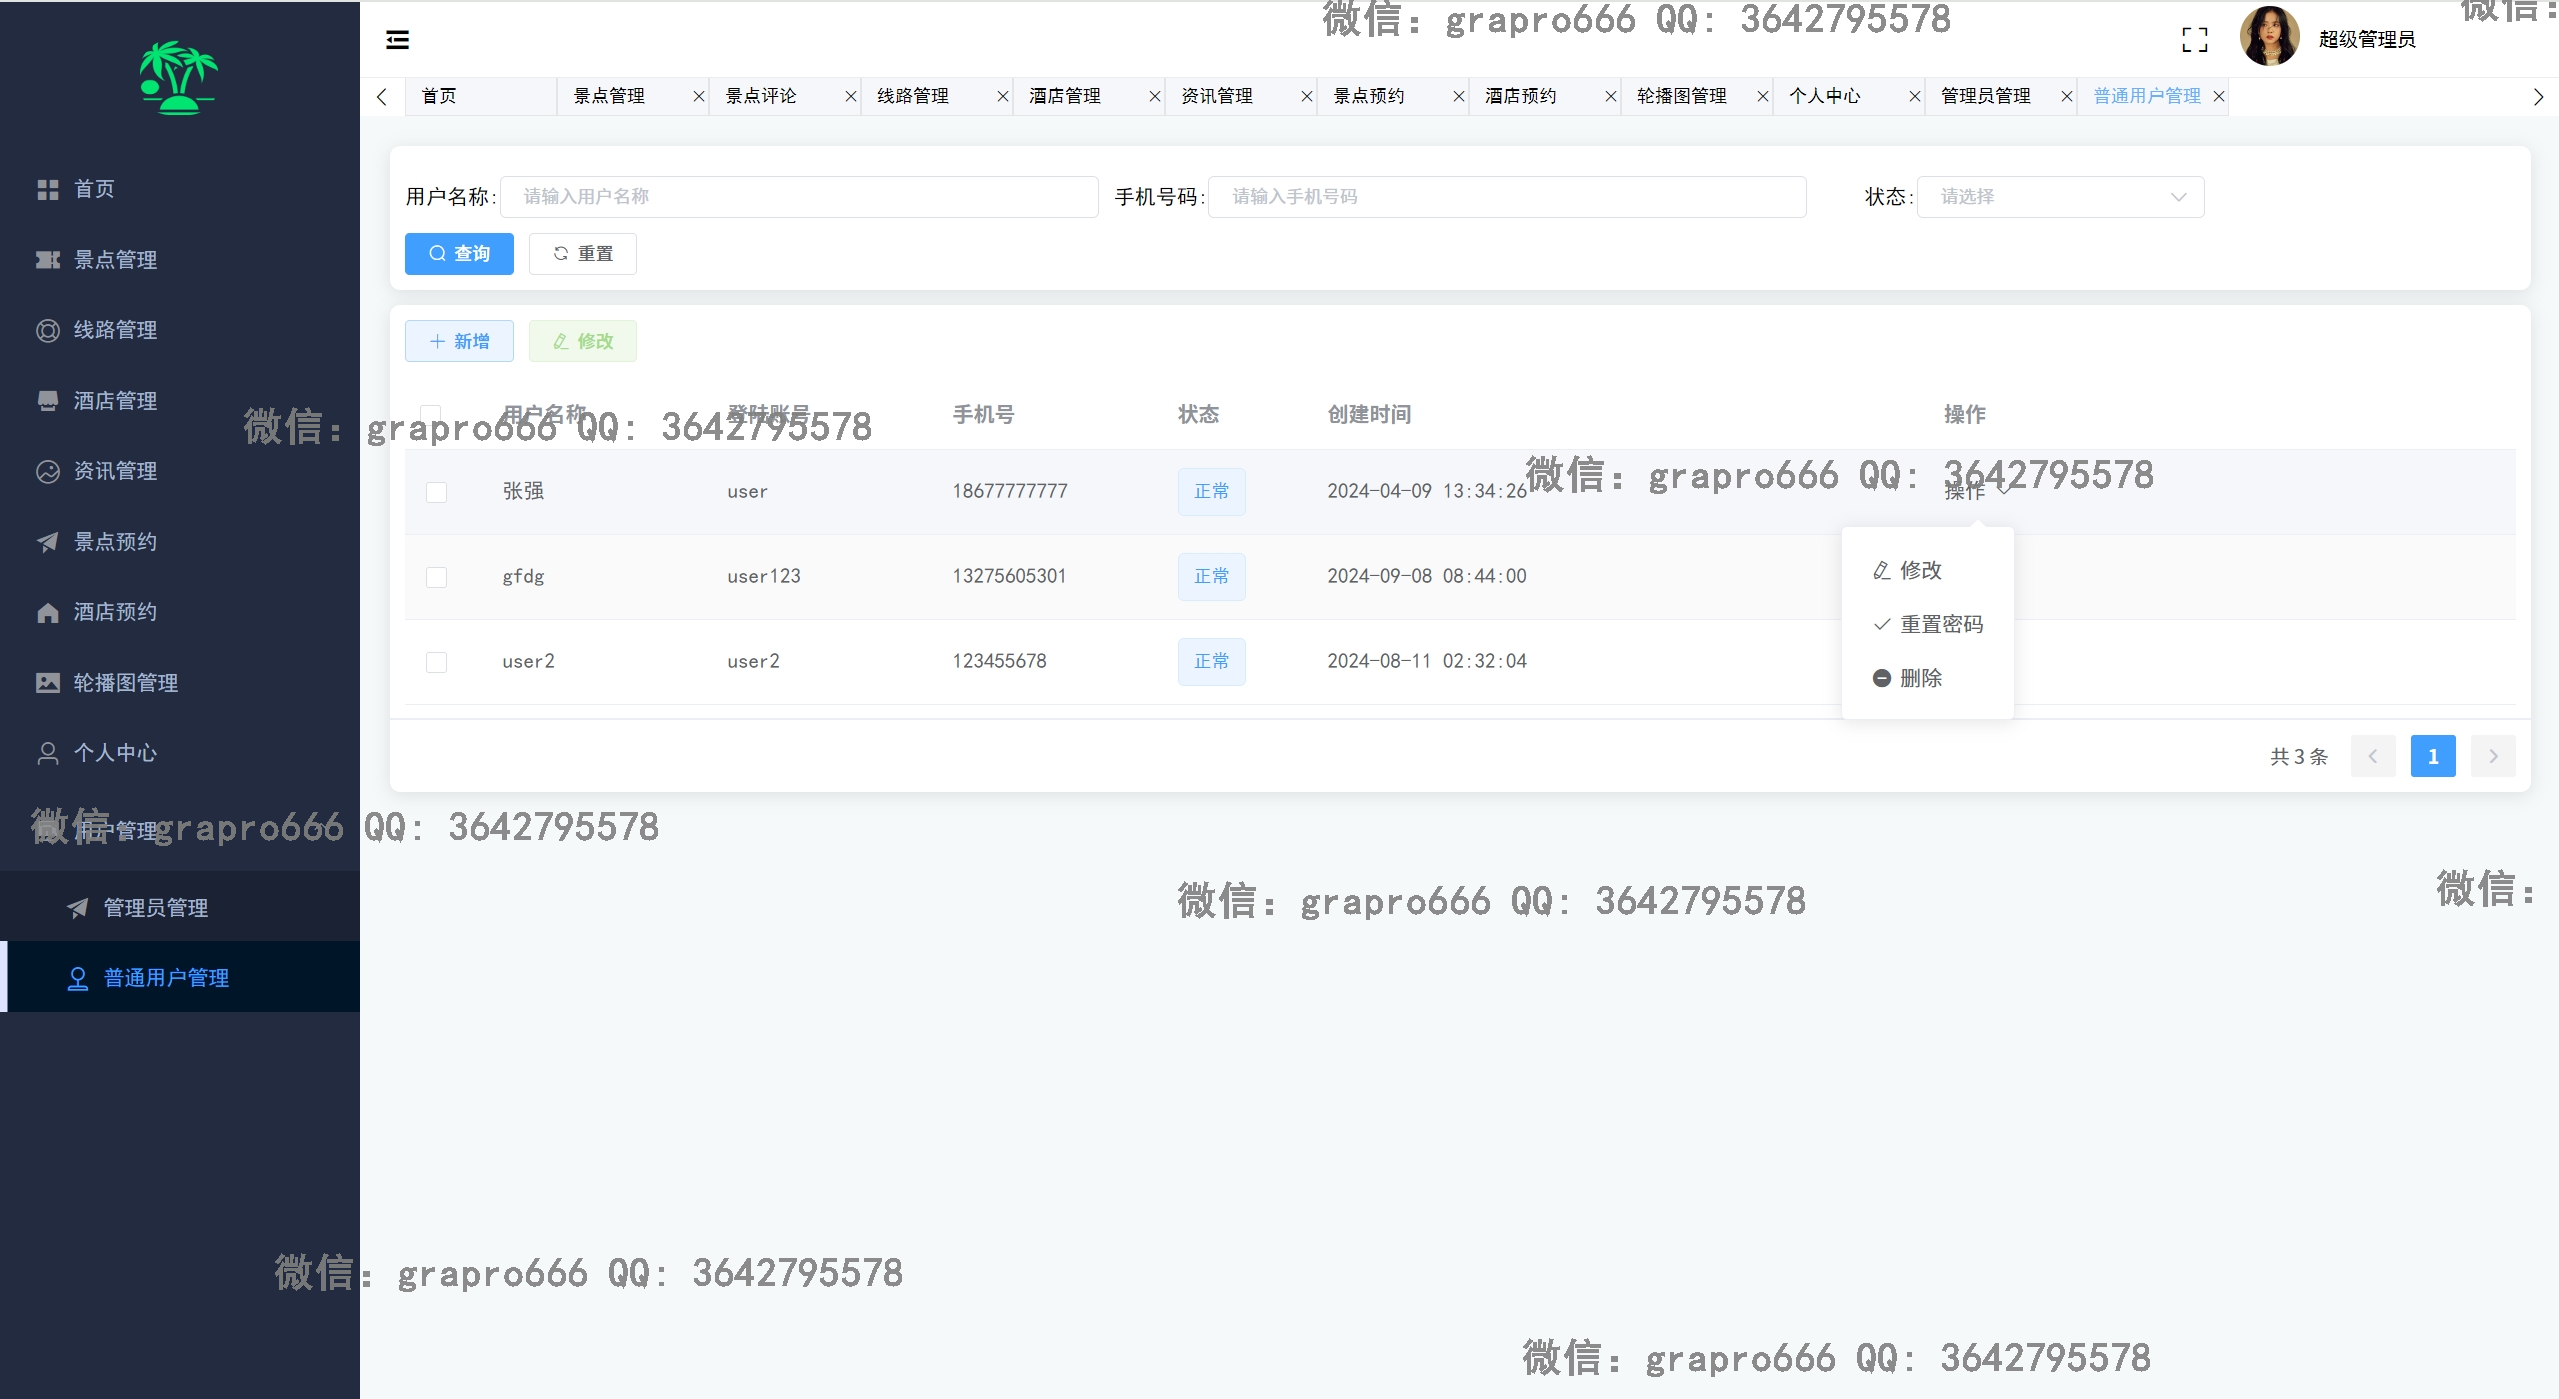 微信：grapro666 QQ: 3642795578
微信：
超级管理员
首页
景点管理
景点评论
线路管理
酒店管理
资讯管理
景点预约
酒店预约
轮播图管理
个人中心
管理员管理
普通用户管理
首页
景点管理
线路管理
酒店管理
资讯管理
景点预约
酒店预约
轮播图管理
个人中心
用户管理
管理员管理
普通用户管理
用户名称: 请输入用户名称
手机号码: 请输入手机号码
状态: 请选择
查询
重置
新增
修改
用户名称 登陆账号 手机号 状态 创建时间 操作
微信：grapro666 QQ: 3642795578
微信：grapro666 QQ: 3642795578
张强 user 18677777777 正常 2024-04-09 13:34:26 操作
gfdg user123 13275605301 正常 2024-09-08 08:44:00
user2 user2 123455678 正常 2024-08-11 02:32:04
修改
重置密码
删除
共 3 条
1
微信：grapro666 QQ: 3642795578
微信：grapro666 QQ: 3642795578
微信：
微信：grapro666 QQ: 3642795578
微信：grapro666 QQ: 3642795578